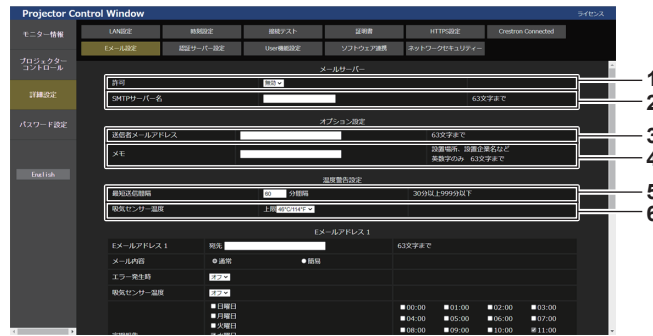 Projector Control Window
ライセンス
モニター情報
プロジェクター
コントロール
詳細設定
パスワード設定
English
LAN設定
時刻設定
接続テスト
証明書
HTTPS設定
Crestron Connected
Eメール設定
認証サーバー設定
User機能設定
ソフトウェア連携
ネットワークセキュリティー
メールサーバー
許可
無効
1
SMTPサーバー名
63文字まで
2
オプション設定
送信者メールアドレス
63文字まで
3
メモ
設置場所、設置企業名など
英数字のみ 63文字まで
4
温度警告設定
最短送信間隔
60 分間隔
30分以上999分以下
5
吸気センサー温度
上限 46°C/114°F
6
Eメールアドレス 1
Eメールアドレス 1
宛先
63文字まで
メール内容
通常
簡易
エラー発生時
オフ
吸気センサー温度
オフ
日曜日
00:00 01:00 02:00 03:00
月曜日
04:00 05:00 06:00 07:00
火曜日
08:00 09:00 10:00 11:00